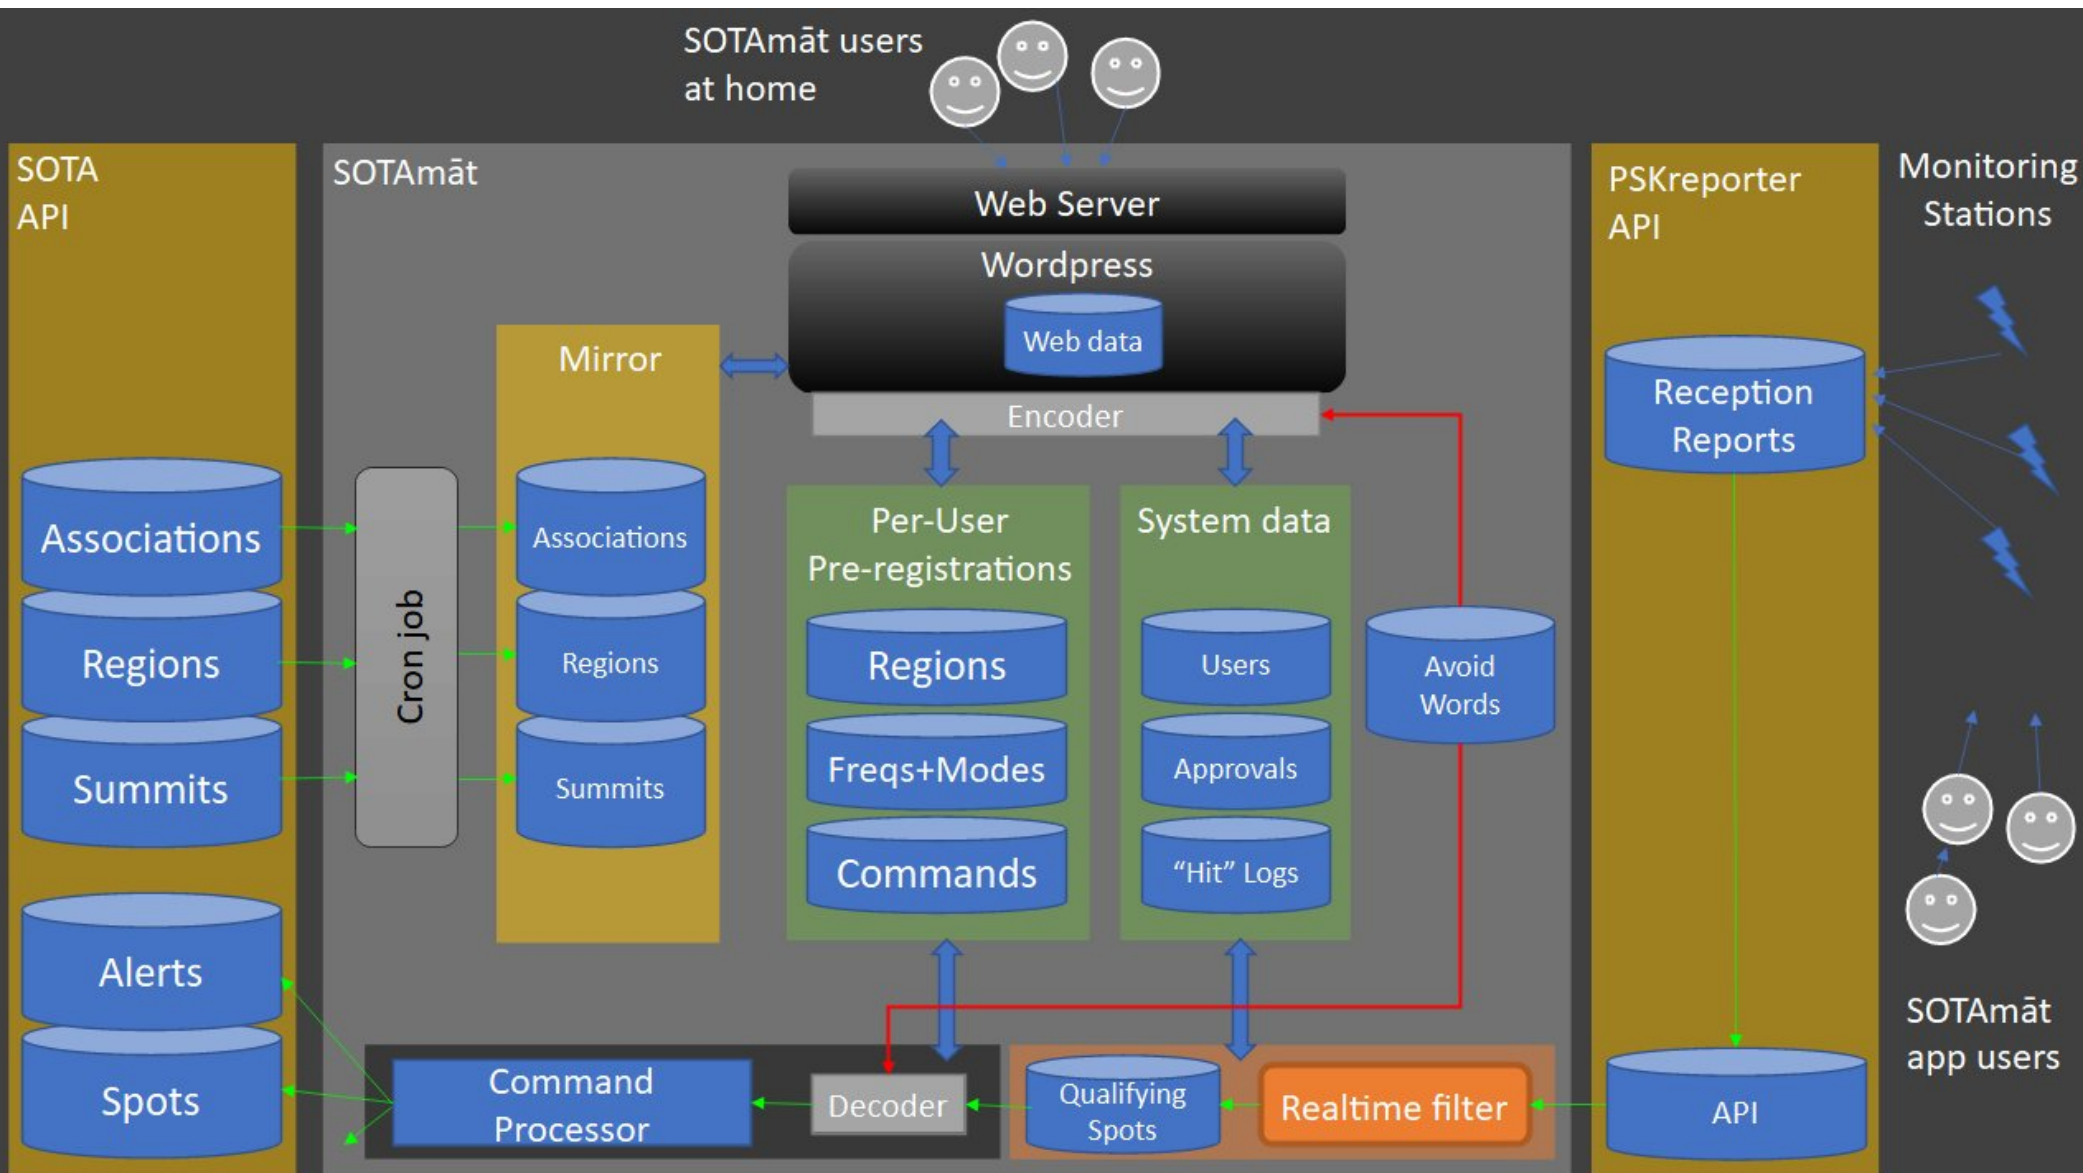 SOTAmāt users
at home
SOTA
API
Associations
Regions
Summits
Alerts
Spots
SOTAmāt
Cron job
Mirror
Associations
Regions
Summits
Web Server
Wordpress
Web data
Encoder
Per-User
Pre-registrations
Regions
Freqs+Modes
Commands
System data
Users
Approvals
“Hit” Logs
Avoid
Words
Command
Processor
Decoder
Qualifying
Spots
Realtime filter
PSKreporter
API
Reception
Reports
API
Monitoring
Stations
SOTAmāt
app users